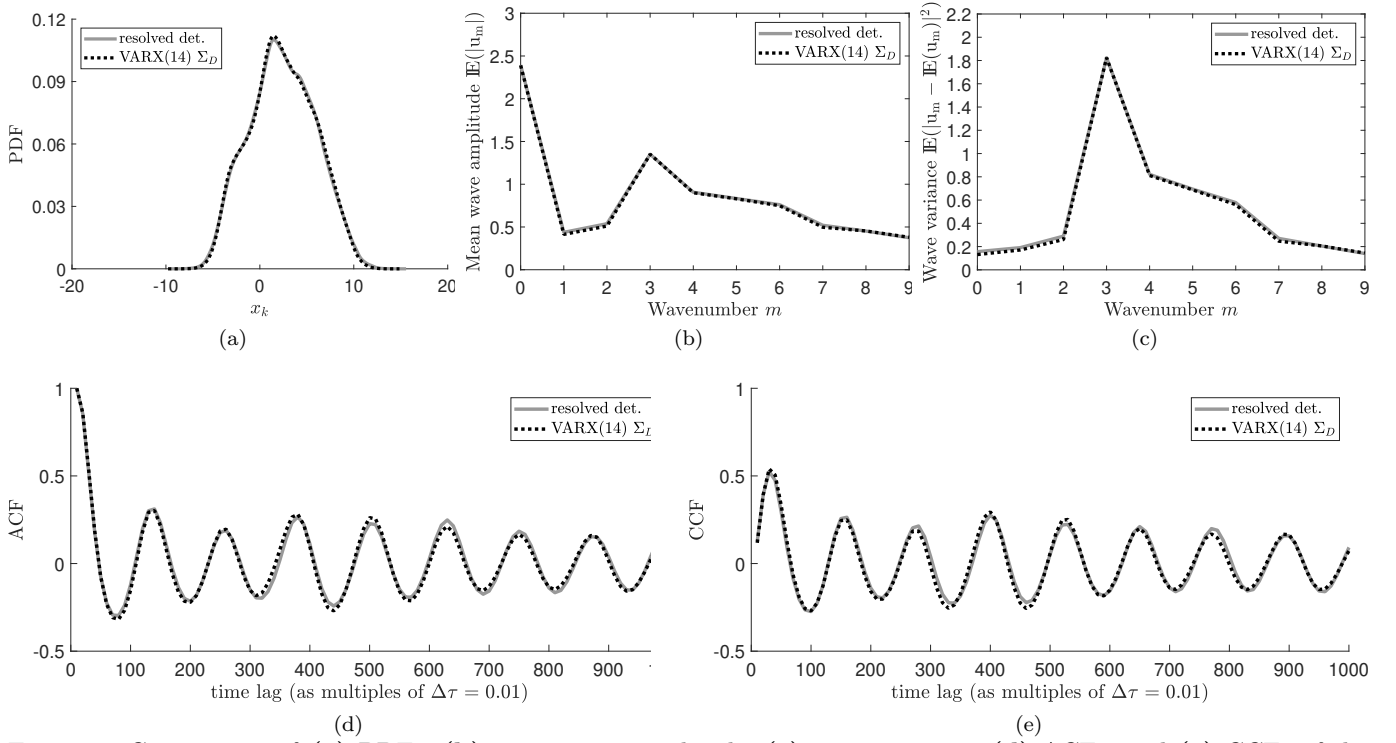 0.12
0.09
0.06
0.03
0
PDF
-20 -10 0 10 20
x_k
resolved det.
VARX(14) Σ_D
(a)
3
2.5
2
1.5
1
0.5
0
Mean wave amplitude 𝔼(|u_m|)
0 1 2 3 4 5 6 7 8 9
Wavenumber m
resolved det.
VARX(14) Σ_D
(b)
2.2
2
1.8
1.6
1.4
1.2
1
0.8
0.6
0.4
0.2
0
Wave variance 𝔼(|u_m − 𝔼(u_m)|²)
0 1 2 3 4 5 6 7 8 9
Wavenumber m
resolved det.
VARX(14) Σ_D
(c)
1
0.5
0
-0.5
ACF
0 100 200 300 400 500 600 700 800 900
time lag (as multiples of Δτ = 0.01)
resolved det.
VARX(14) Σ_D
(d)
1
0.5
0
-0.5
CCF
0 100 200 300 400 500 600 700 800 900 1000
time lag (as multiples of Δτ = 0.01)
resolved det.
VARX(14) Σ_D
(e)